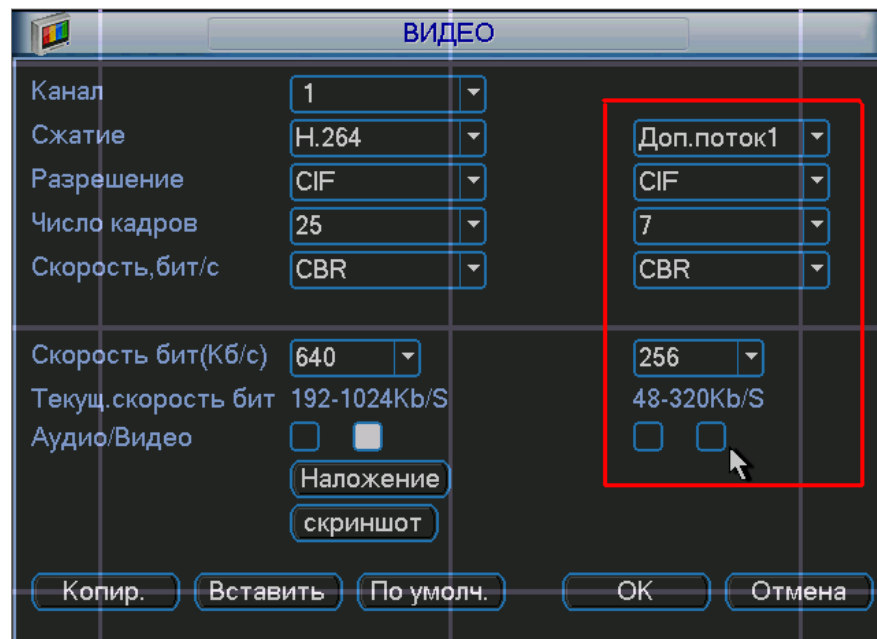 ВИДЕО
Канал 1
Сжатие H.264 Доп.поток1
Разрешение CIF CIF
Число кадров 25 7
Скорость,бит/с CBR CBR
Скорость бит(Кб/с) 640 256
Текущ.скорость бит 192-1024Kb/S 48-320Kb/S
Аудио/Видео
Наложение
скриншот
Копир. Вставить По умолч. OK Отмена